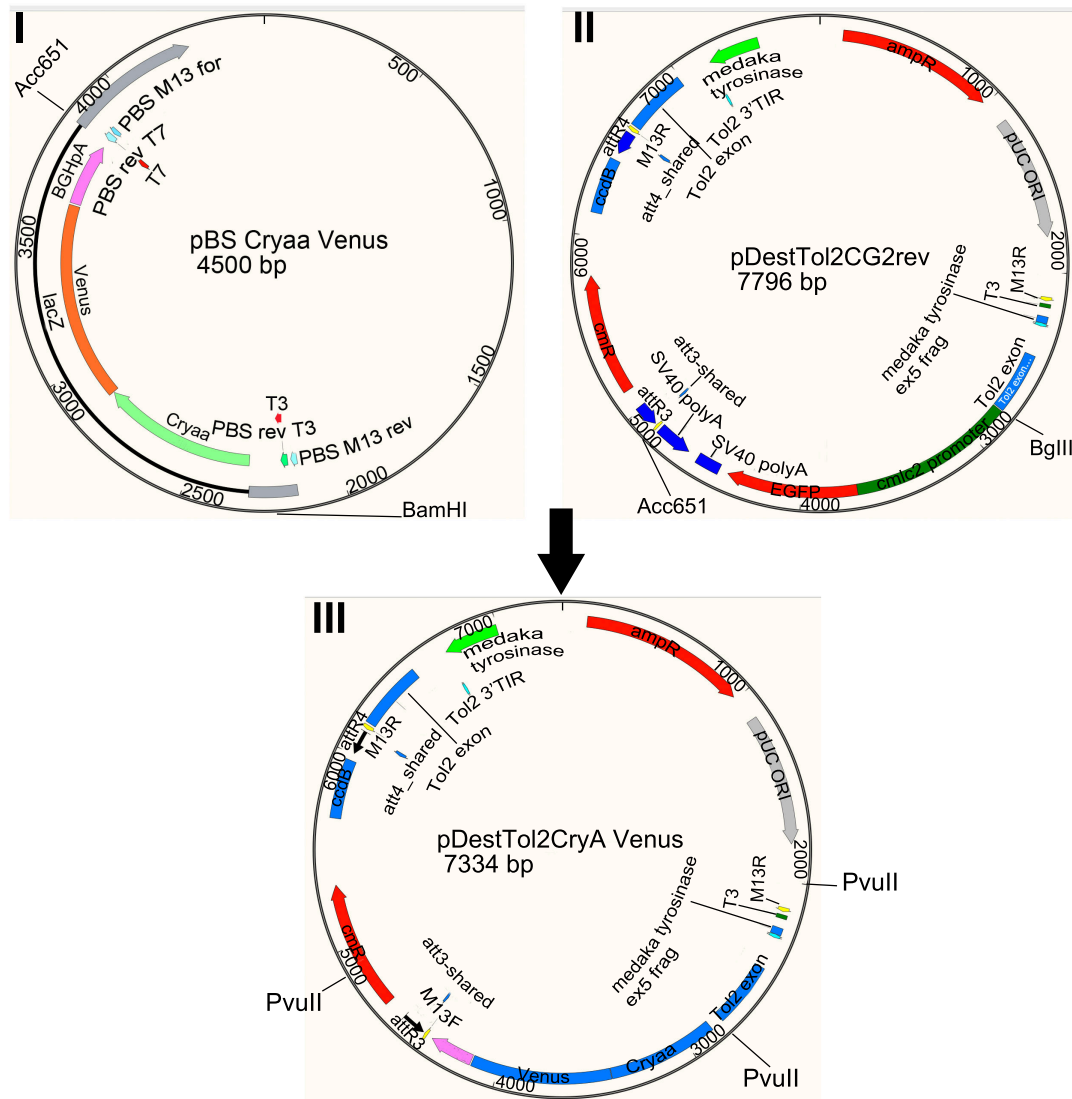 I
Acc651
4000
500
PBS M13 for
PBS rev T7
T7
BGHpA
3500
1000
pBS Cryaa Venus
4500 bp
Venus
lacZ
3000
1500
T3
Cryaa
PBS rev T3
PBS M13 rev
2500
2000
BamHI
II
ampR
medaka
tyrosinase
1000
7000
Tol2 3'TIR
attR4
M13R
Tol2 exon
att4_shared
pUC ORI
ccdB
6000
2000
pDestTol2CG2rev
7796 bp
medaka tyrosinase
ex5 frag
T3
M13R
cmR
att3-shared
SV40 polyA
attR3
5000
Tol2 exon
Tol2 exon...
3000
BgIII
SV40 polyA
cmlc2 promoter
EGFP
4000
Acc651
III
7000
medaka
tyrosinase
ampR
1000
Tol2 3'TIR
attR4
M13R
Tol2 exon
att4_shared
pUC ORI
6000
ccdB
pDestTol2CryA Venus
7334 bp
2000
PvuII
medaka tyrosinase
ex5 frag
T3
M13R
cmR
5000
att3-shared
M13F
PvuII
attR3
Tol2 exon
3000
Cryaa
Venus
4000
PvuII